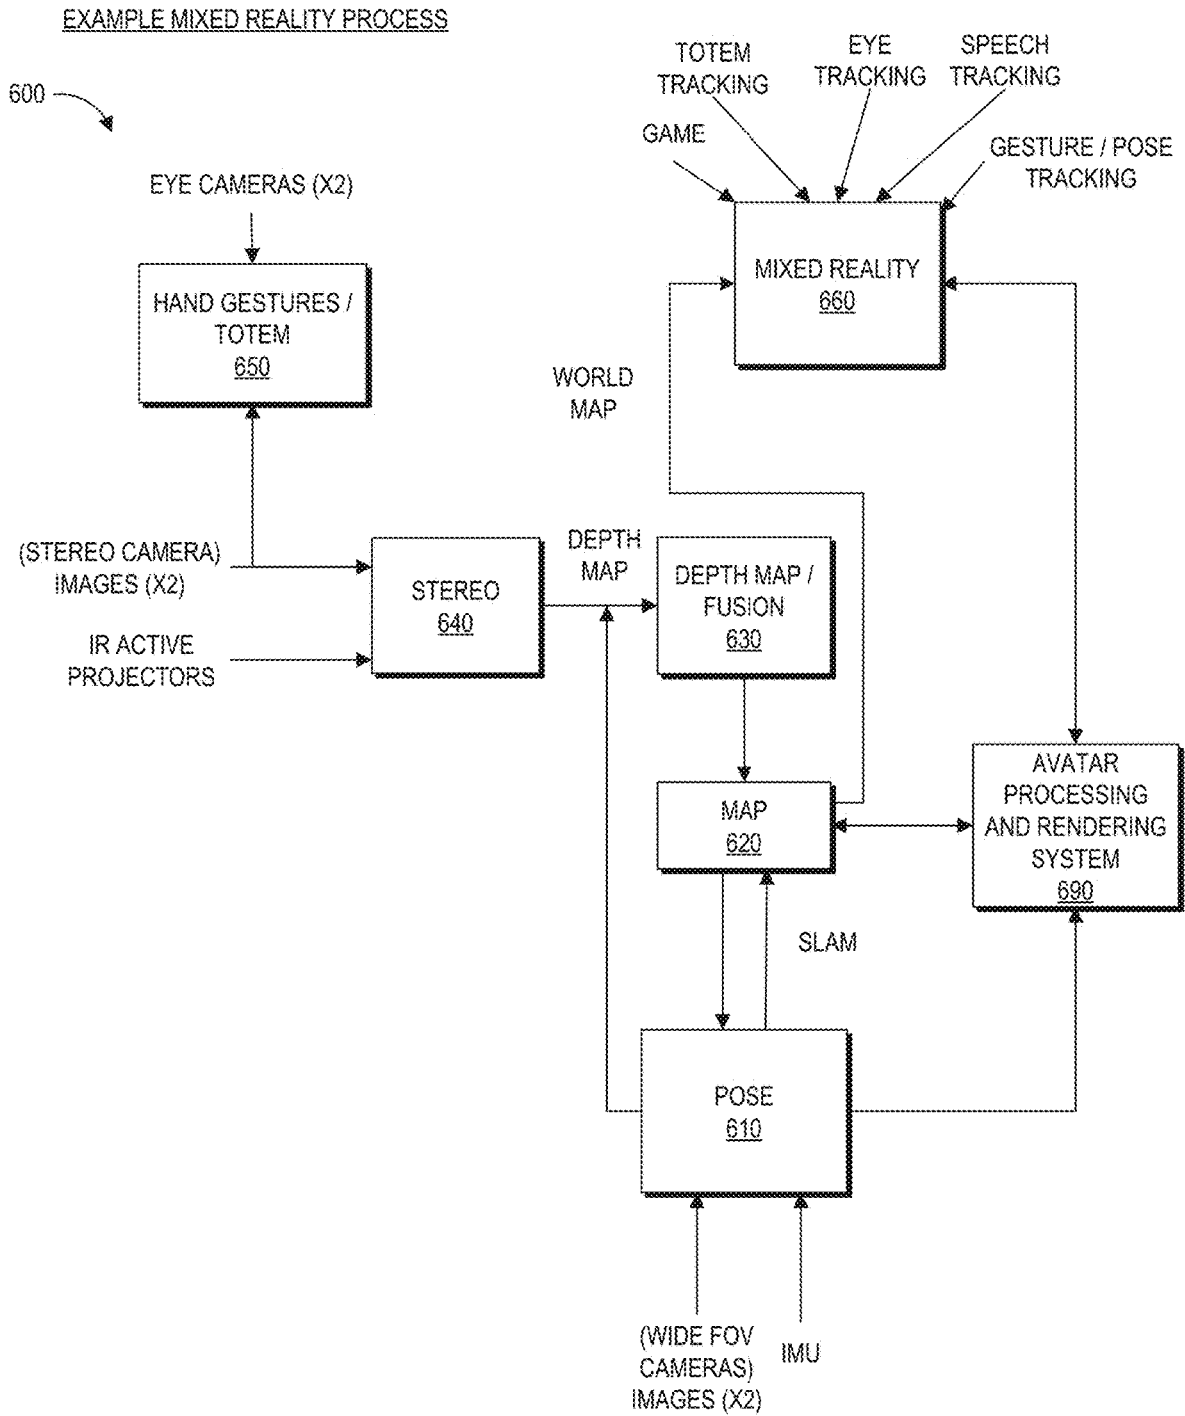 EXAMPLE MIXED REALITY PROCESS
600
TOTEM
TRACKING
EYE
TRACKING
SPEECH
TRACKING
GAME
GESTURE / POSE
TRACKING
EYE CAMERAS (X2)
HAND GESTURES /
TOTEM
650
MIXED REALITY
660
WORLD
MAP
(STEREO CAMERA)
IMAGES (X2)
IR ACTIVE
PROJECTORS
STEREO
640
DEPTH
MAP
DEPTH MAP /
FUSION
630
MAP
620
AVATAR
PROCESSING
AND RENDERING
SYSTEM
690
SLAM
POSE
610
(WIDE FOV
CAMERAS)
IMAGES (X2)
IMU